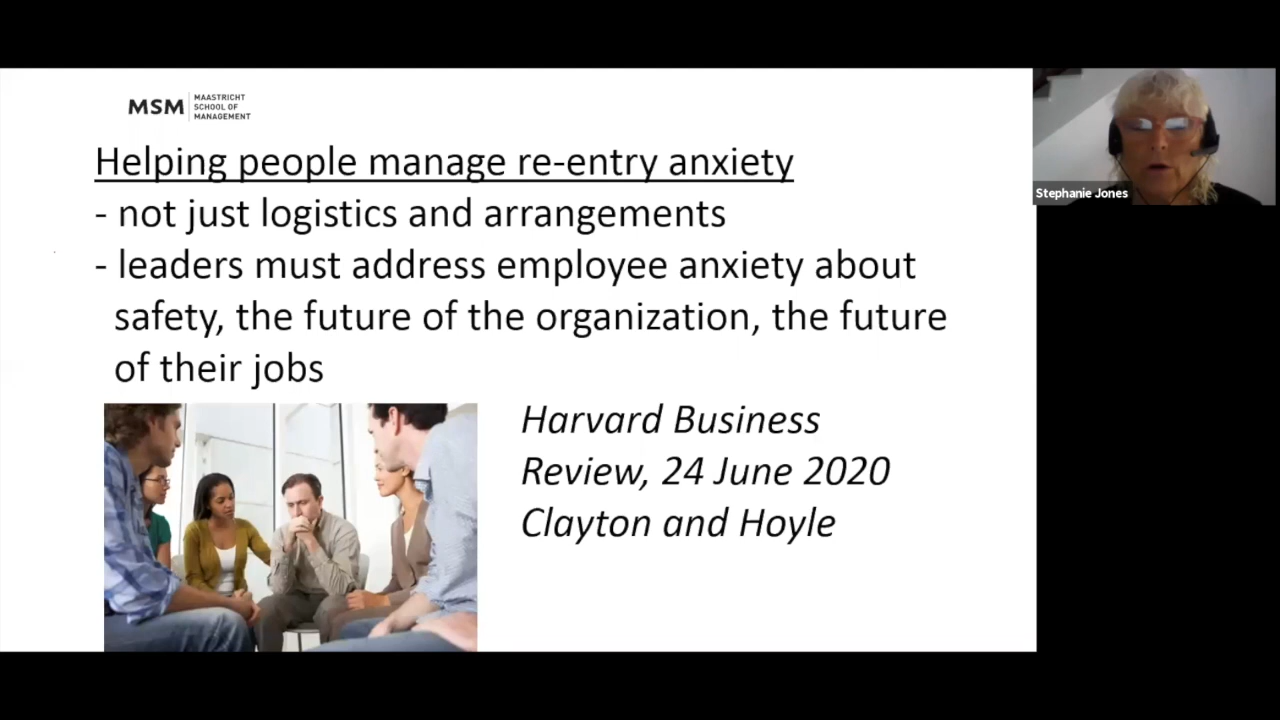 MSM
MAASTRICHT
SCHOOL OF
MANAGEMENT
Helping people manage re-entry anxiety
- not just logistics and arrangements
- leaders must address employee anxiety about
safety, the future of the organization, the future
of their jobs
Harvard Business
Review, 24 June 2020
Clayton and Hoyle
Stephanie Jones